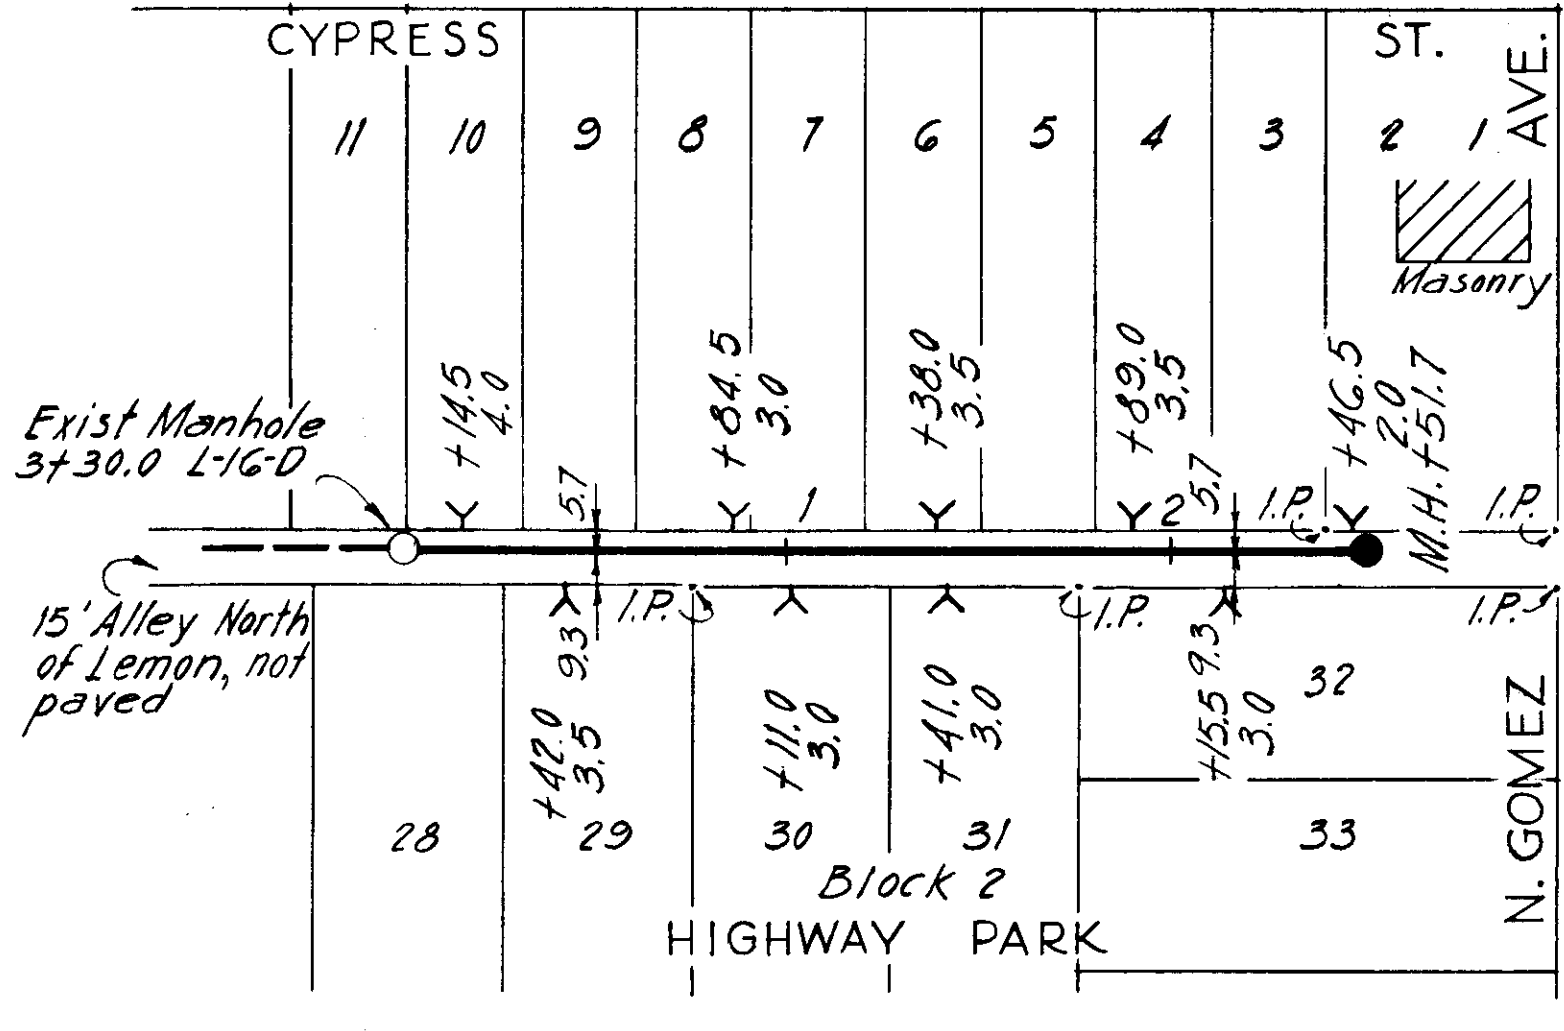 CYPRESS ST.
AVE.
11 10 9 8 7 6 5 4 3 2 1
Masonry
+14.5
4.0
+84.5
3.0
+38.0
3.5
+89.0
3.5
+46.5
2.0
M.H. +51.7
Exist Manhole
3+30.0 L-16-D
5.7
1
2
5.7
I.P.
I.P.
15' Alley North
of Lemon, not
paved
I.P.
I.P.
I.P.
+42.0
3.5
9.3
+11.0
3.0
+41.0
3.0
+15.5
3.0
9.3
32
28 29 30 31 33
Block 2
HIGHWAY PARK
N. GOMEZ